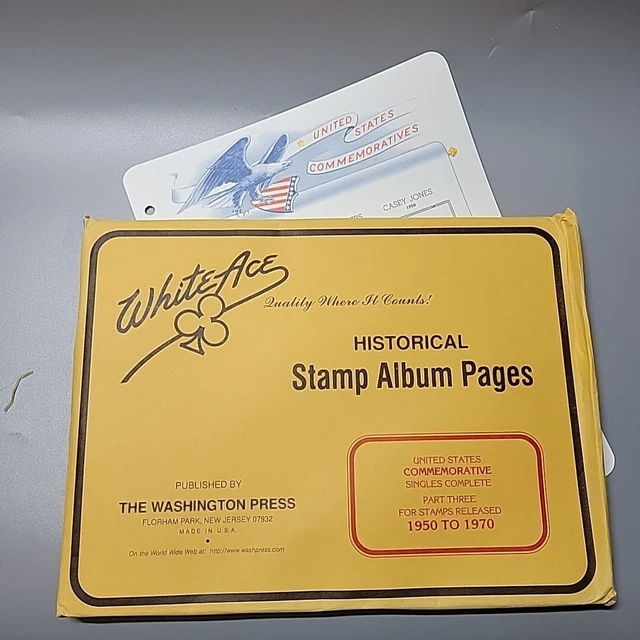 UNITED STATES
COMMEMORATIVES
CASEY JONES
1950
WhiteAce
Quality Where It Counts!
HISTORICAL
Stamp Album Pages
UNITED STATES
COMMEMORATIVE
SINGLES COMPLETE
PART THREE
FOR STAMPS RELEASED
1950 TO 1970
PUBLISHED BY
THE WASHINGTON PRESS
FLORHAM PARK, NEW JERSEY 07932
MADE IN U.S.A.
On the World Wide Web at: http://www.washpress.com